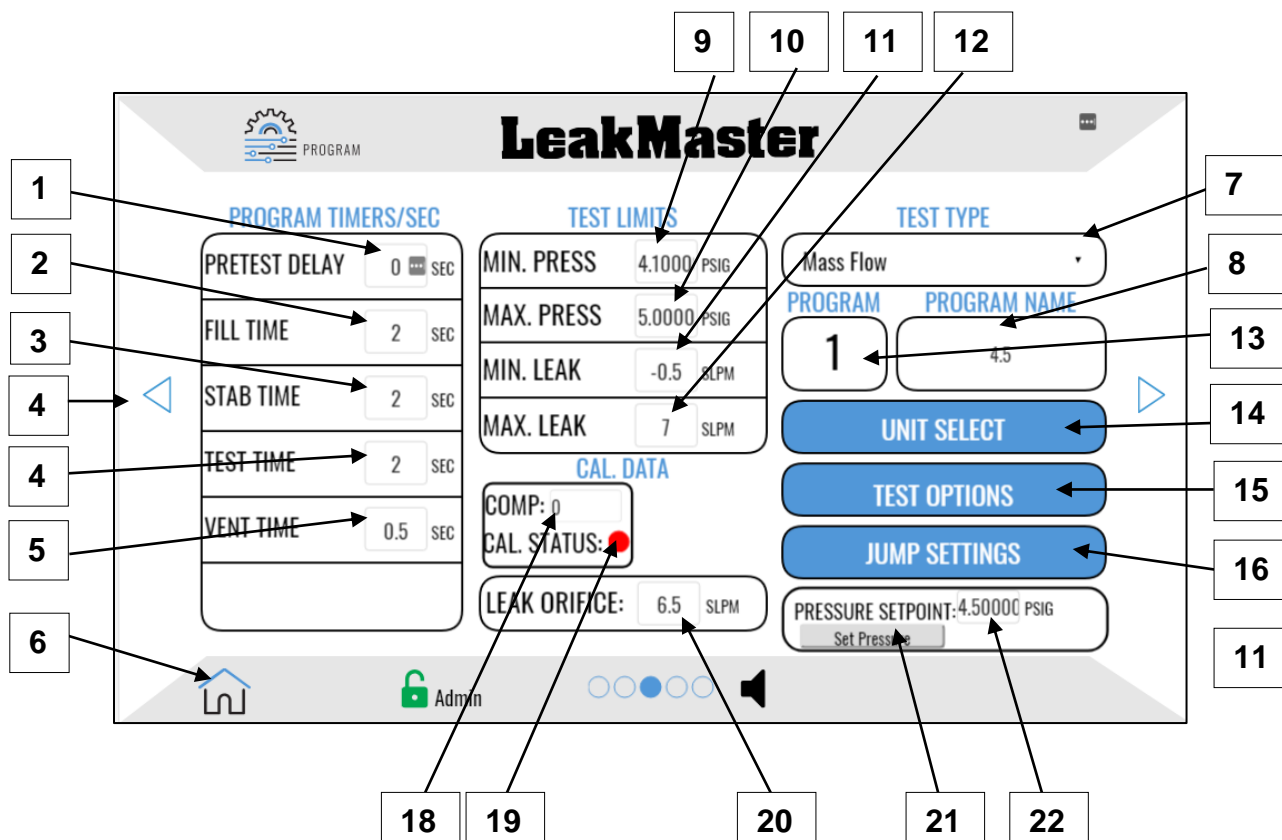 9 10 11 12
PROGRAM
LeakMaster
1
2
3
4
4
5
6
PROGRAM TIMERS/SEC
PRETEST DELAY 0 SEC
FILL TIME 2 SEC
STAB TIME 2 SEC
TEST TIME 2 SEC
VENT TIME 0.5 SEC
TEST LIMITS
MIN. PRESS 4.1000 PSIG
MAX. PRESS 5.0000 PSIG
MIN. LEAK -0.5 SLPM
MAX. LEAK 7 SLPM
CAL. DATA
COMP: 0
CAL. STATUS:
LEAK ORIFICE: 6.5 SLPM
TEST TYPE
Mass Flow
PROGRAM PROGRAM NAME
1 4.5
UNIT SELECT
TEST OPTIONS
JUMP SETTINGS
PRESSURE SETPOINT: 4.5000 PSIG
Set Pressure
7
8
13
14
15
16
11
Admin
18 19 20 21 22